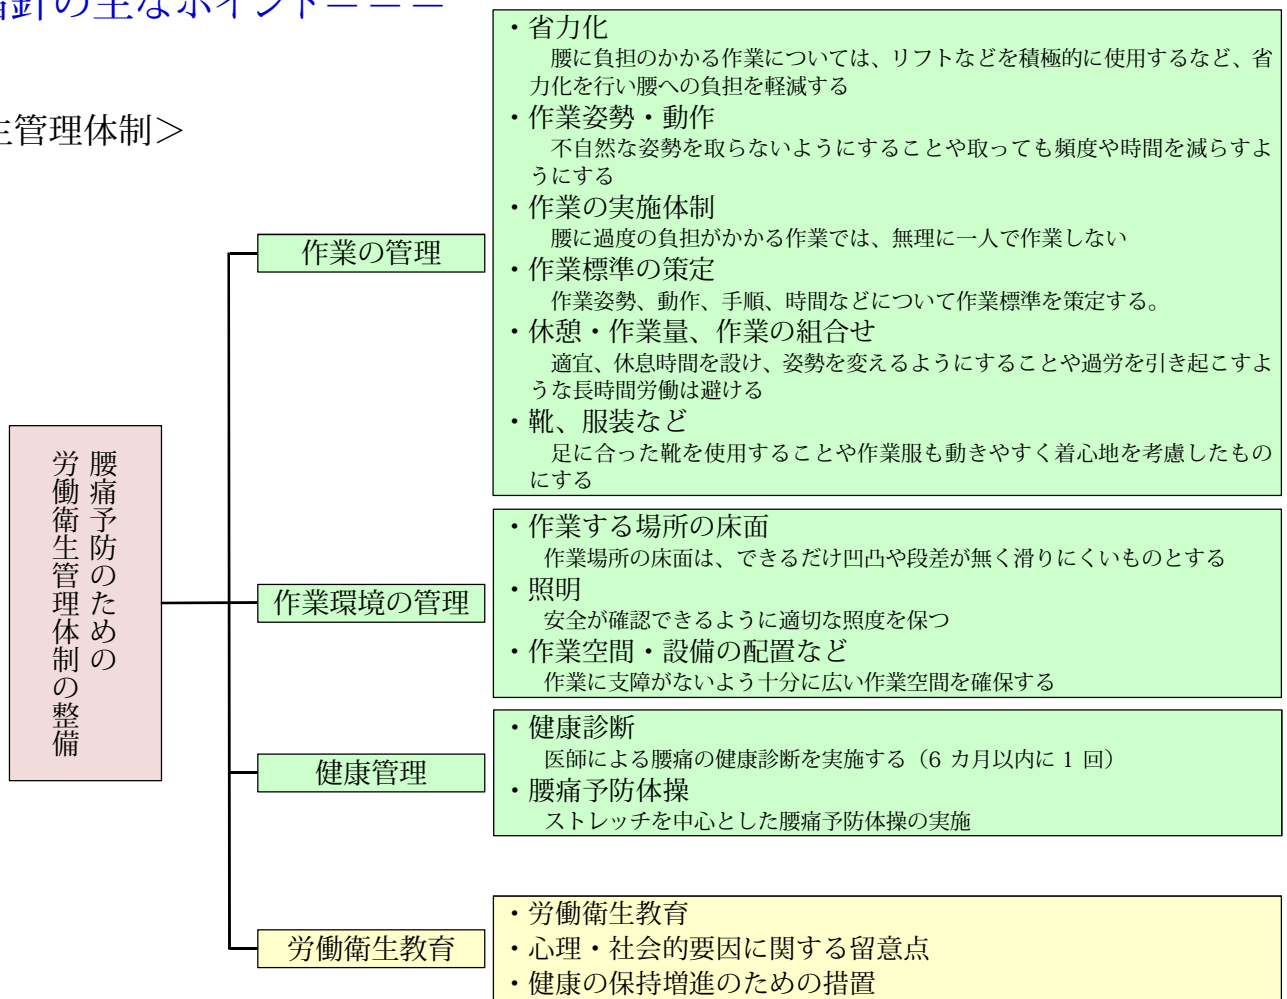 指針の主なポイント＝＝＝
生管理体制＞
腰痛予防のための
労働衛生管理体制の整備
作業の管理
・省力化
腰に負担のかかる作業については、リフトなどを積極的に使用するなど、省
力化を行い腰への負担を軽減する
・作業姿勢・動作
不自然な姿勢を取らないようにすることや取っても頻度や時間を減らすよ
うにする
・作業の実施体制
腰に過度の負担がかかる作業では、無理に一人で作業しない
・作業標準の策定
作業姿勢、動作、手順、時間などについて作業標準を策定する。
・休憩・作業量、作業の組合せ
適宜、休息時間を設け、姿勢を変えるようにすることや過労を引き起こすよ
うな長時間労働は避ける
・靴、服装など
足に合った靴を使用することや作業服も動きやすく着心地を考慮したもの
にする
作業環境の管理
・作業する場所の床面
作業場所の床面は、できるだけ凹凸や段差が無く滑りにくいものとする
・照明
安全が確認できるように適切な照度を保つ
・作業空間・設備の配置など
作業に支障がないよう十分に広い作業空間を確保する
健康管理
・健康診断
医師による腰痛の健康診断を実施する（6 カ月以内に 1 回）
・腰痛予防体操
ストレッチを中心とした腰痛予防体操の実施
労働衛生教育
・労働衛生教育
・心理・社会的要因に関する留意点
・健康の保持増進のための措置